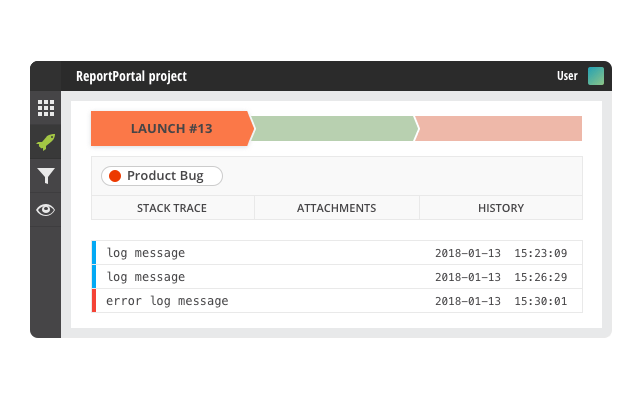 ReportPortal project User
LAUNCH #13
Product Bug
STACK TRACE ATTACHMENTS HISTORY
log message 2018-01-13 15:23:09
log message 2018-01-13 15:26:29
error log message 2018-01-13 15:30:01